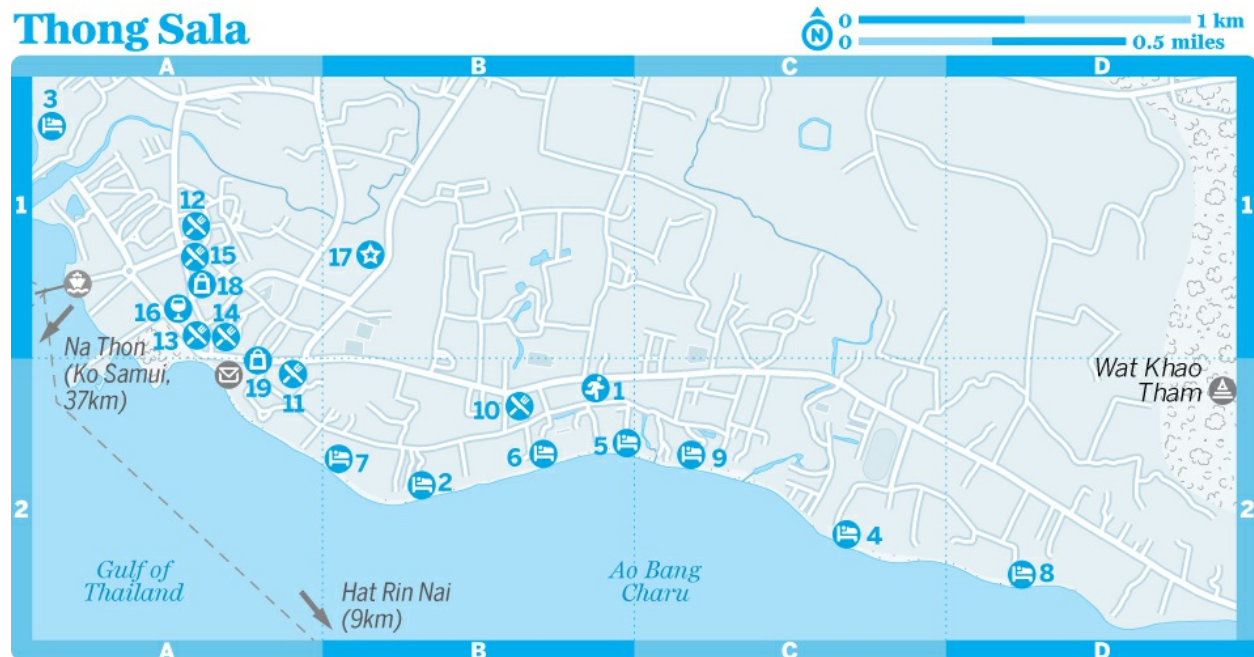 Thong Sala
N
0 1 km
0 0.5 miles
A B C D
3
1 1
12
15
17
18
16 14
13
Na Thon
(Ko Samui,
37km)
19
11
Wat Khao
Tham
1
10
5
6
9
7
2
2 2
4
8
Gulf of
Thailand
Ao Bang
Charu
Hat Rin Nai
(9km)
A B C D